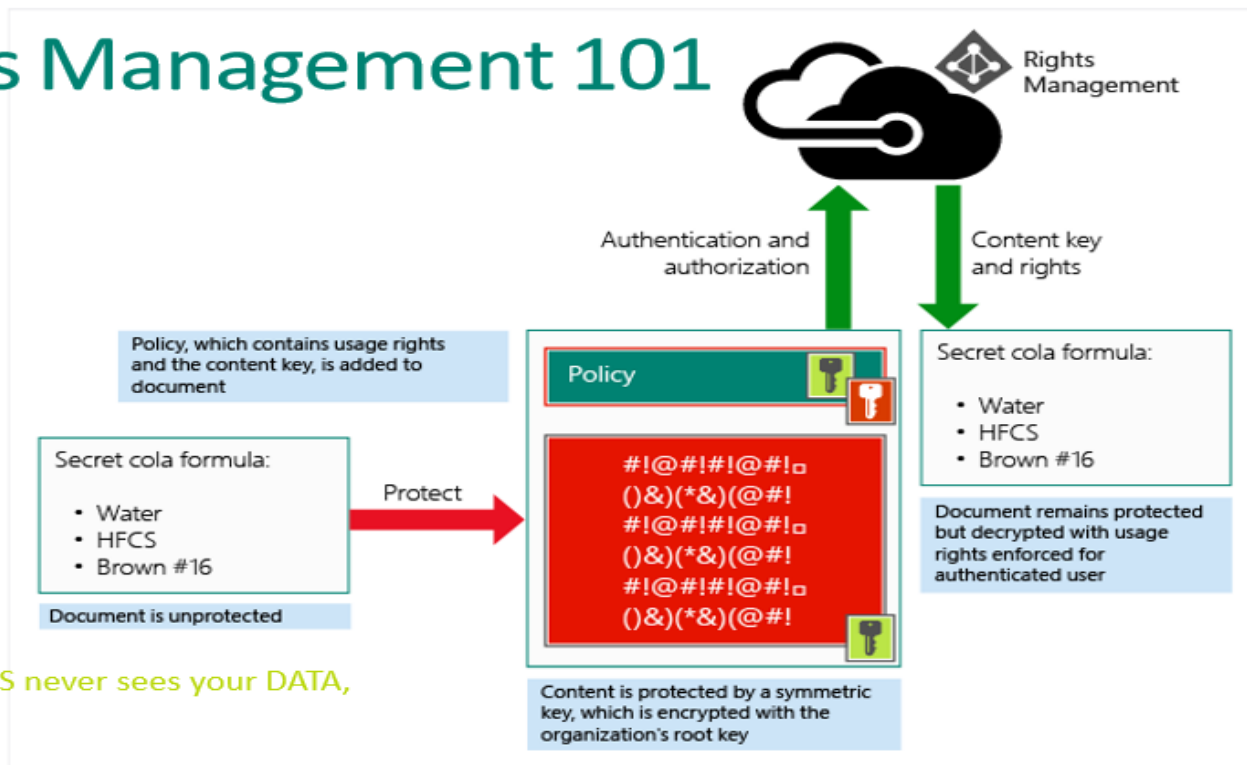 s Management 101
Rights
Management
Authentication and
authorization
Content key
and rights
Policy, which contains usage rights
and the content key, is added to
document
Policy
#!@#!#!@#!□
()&)(*&)(@#!
#!@#!#!@#!□
()&)(*&)(@#!
#!@#!#!@#!□
()&)(*&)(@#!
Secret cola formula:
• Water
• HFCS
• Brown #16
Document remains protected
but decrypted with usage
rights enforced for
authenticated user
Secret cola formula:
• Water
• HFCS
• Brown #16
Protect
Document is unprotected
S never sees your DATA,
Content is protected by a symmetric
key, which is encrypted with the
organization's root key